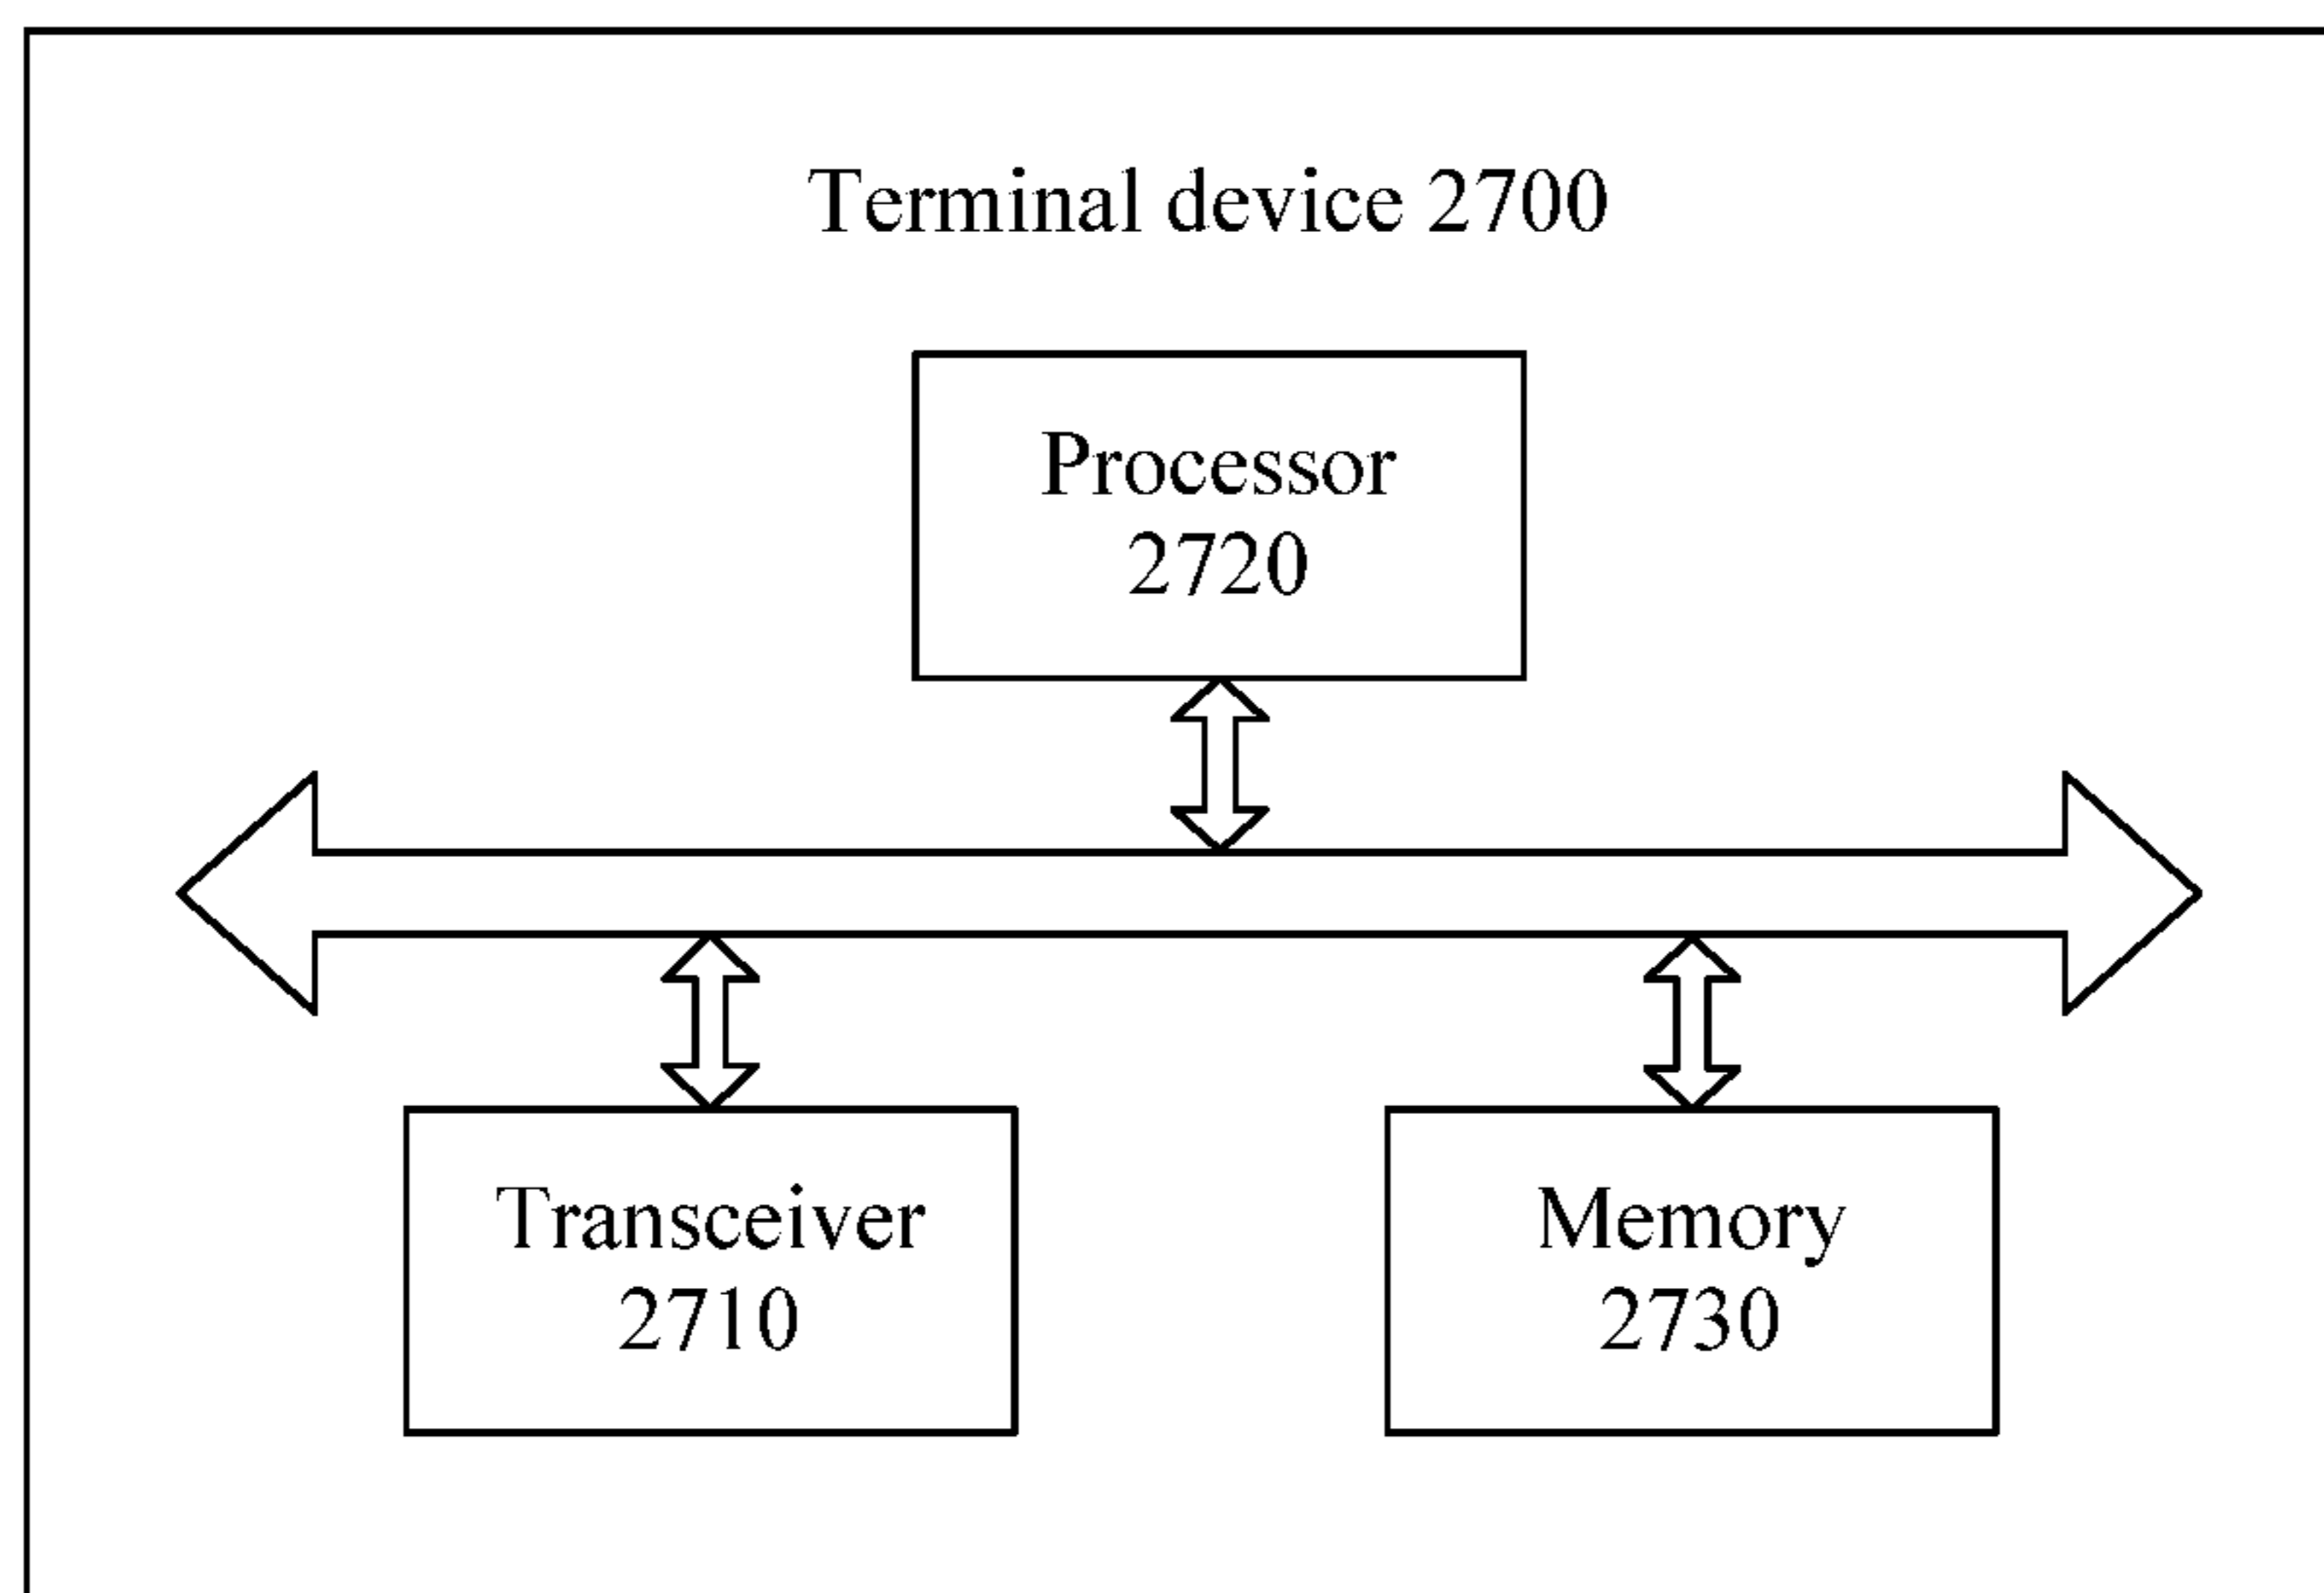 Terminal device 2700
Processor
2720
Transceiver
2710
Memory
2730